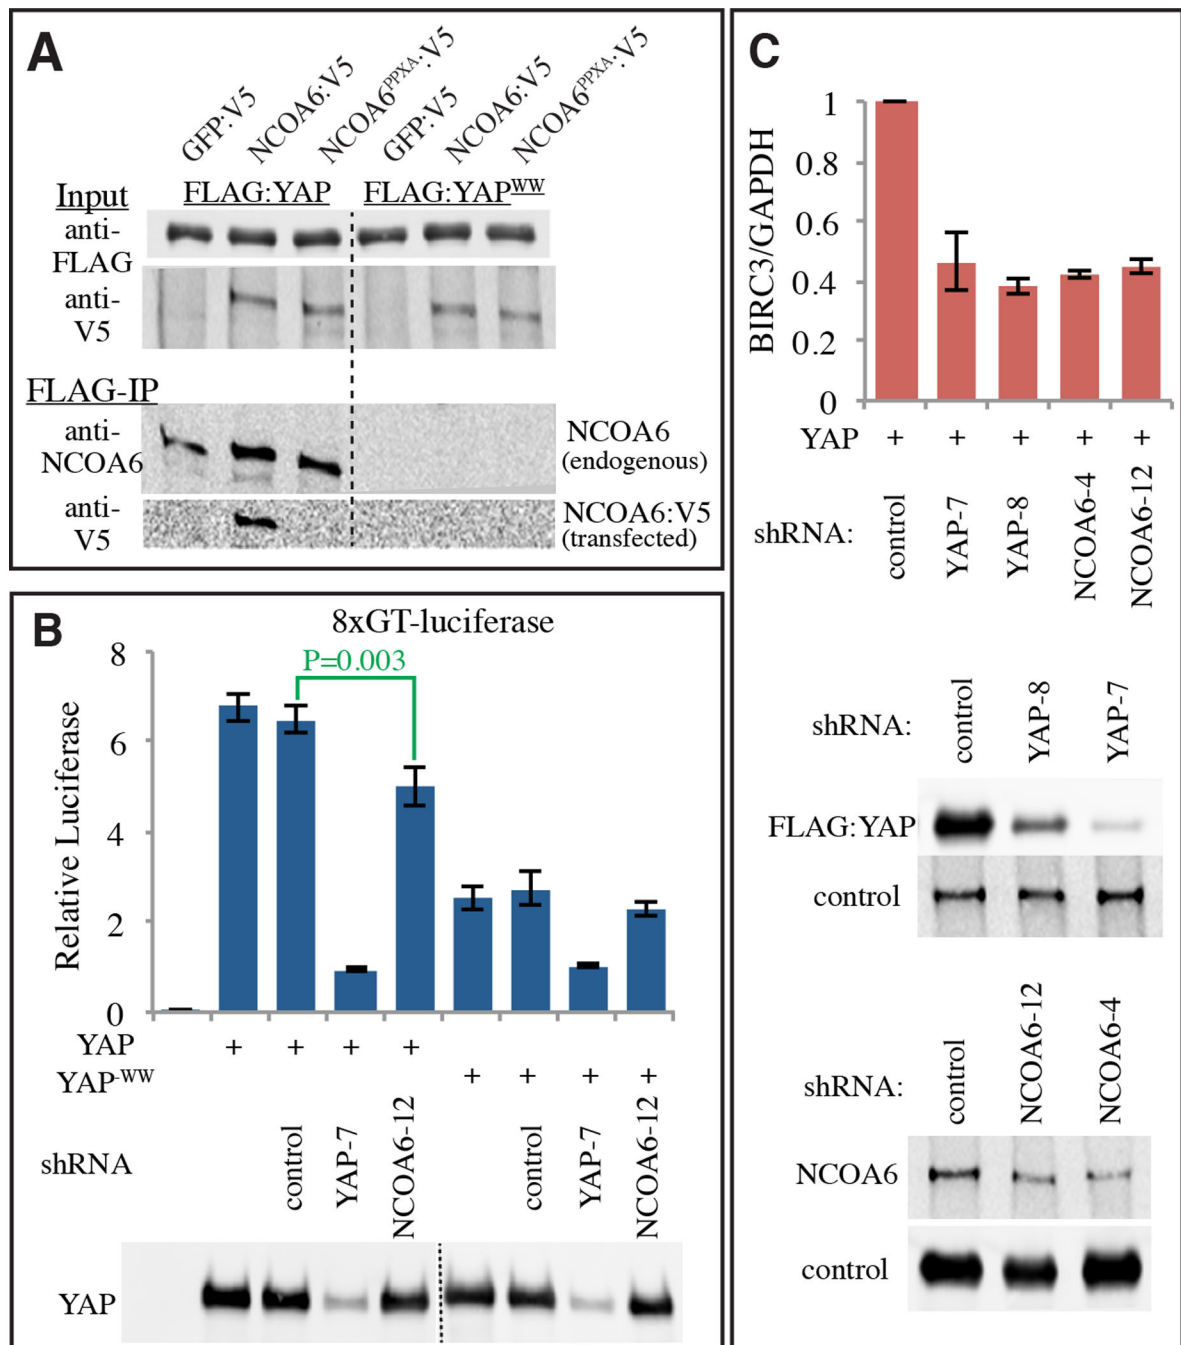 A
GFP:V5
NCOA6:V5
NCOA6PPXA:V5
GFP:V5
NCOA6:V5
NCOA6PPXA:V5
Input
FLAG:YAP
FLAG:YAPWW
anti-
FLAG
anti-
V5
FLAG-IP
anti-
NCOA6
NCOA6
(endogenous)
anti-
V5
NCOA6:V5
(transfected)
B
8xGT-luciferase
P=0.003
Relative Luciferase
8
6
4
2
0
YAP + + + +
YAP-WW + + + +
shRNA
control
YAP-7
NCOA6-12
control
YAP-7
NCOA6-12
YAP
C
BIRC3/GAPDH
1
0.8
0.6
0.4
0.2
0
YAP + + + + +
shRNA:
control
YAP-7
YAP-8
NCOA6-4
NCOA6-12
shRNA:
control
YAP-8
YAP-7
FLAG:YAP
control
shRNA:
control
NCOA6-12
NCOA6-4
NCOA6
control